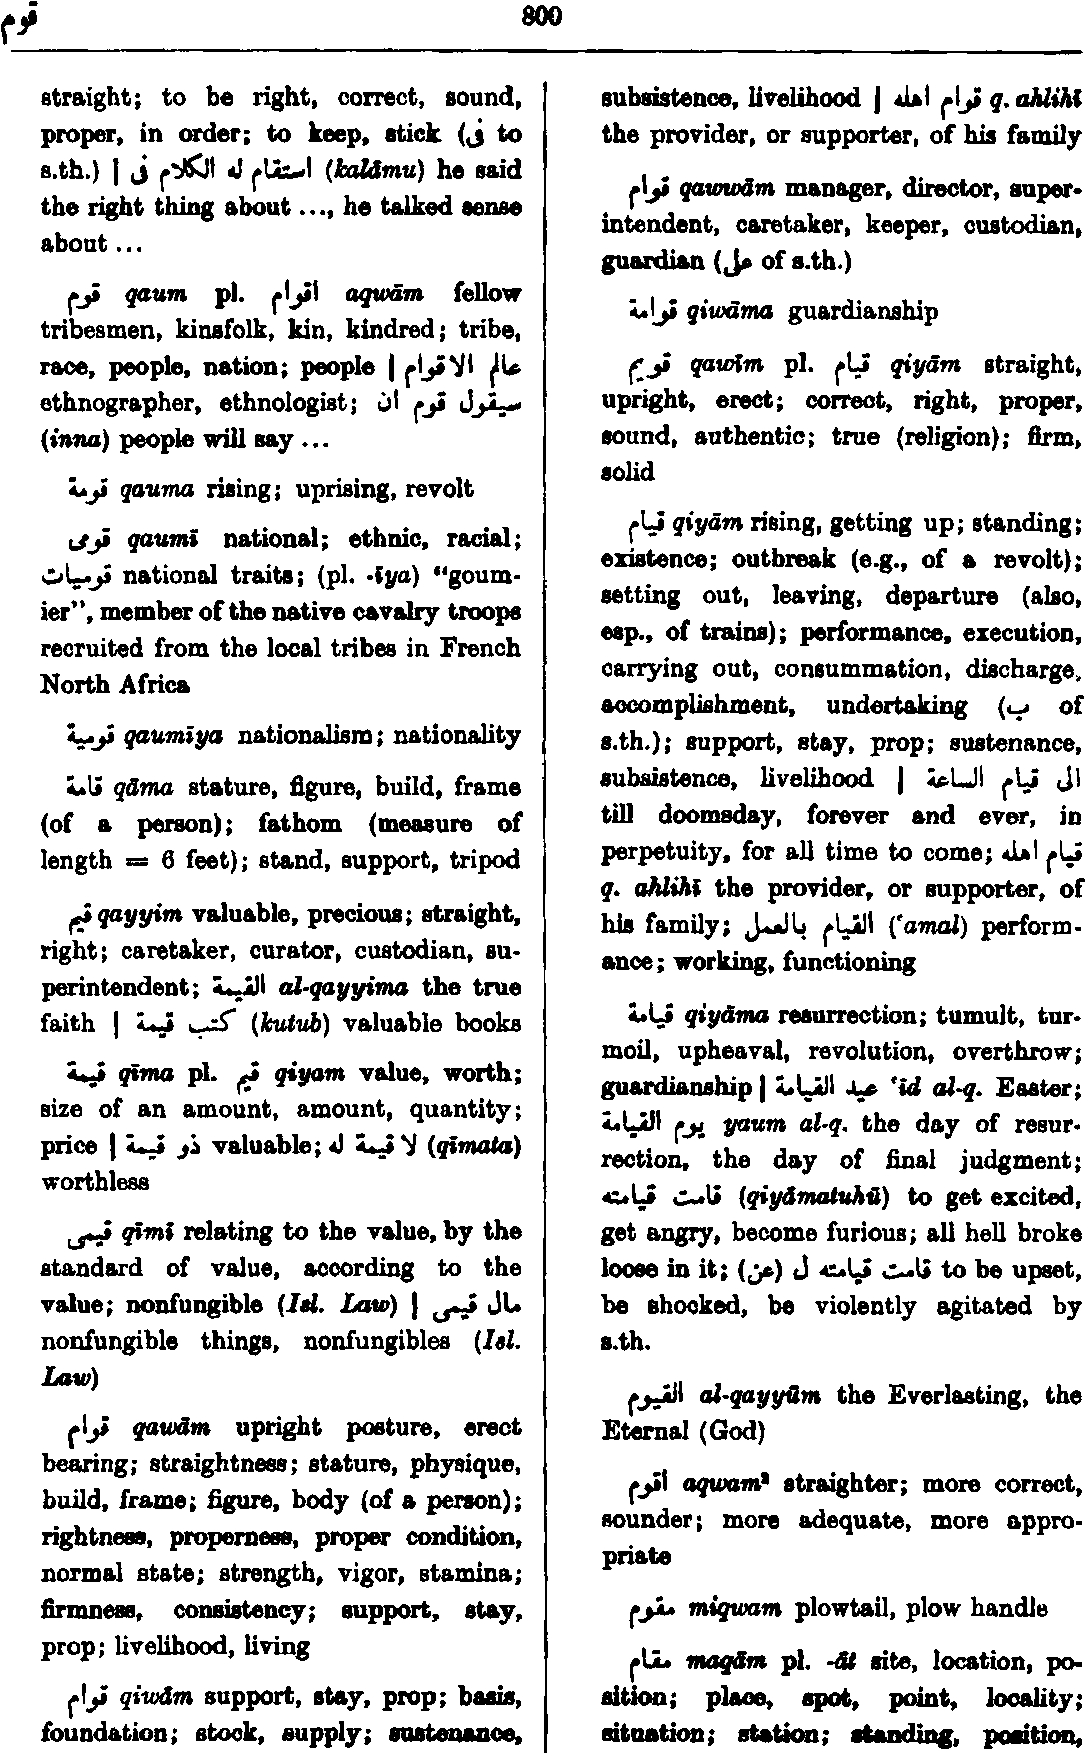 قوم
800
straight; to be right, correct, sound,
proper, in order; to keep, stick (فى to
s.th.) | استقام له الكلام فى (kalāmu) he said
the right thing about ..., he talked sense
about ...
قوم qaum pl. اقوام aqwām fellow
tribesmen, kinsfolk, kin, kindred; tribe,
race, people, nation; people | عالم الاقوام
ethnographer, ethnologist; سيقول قوم ان
(inna) people will say ...
قومة qauma rising; uprising, revolt
قومى qaumī national; ethnic, racial;
قوميات national traits; (pl. -īya) “goum-
ier”, member of the native cavalry troops
recruited from the local tribes in French
North Africa
قومية qaumīya nationalism; nationality
قامة qāma stature, figure, build, frame
(of a person); fathom (measure of
length = 6 feet); stand, support, tripod
قيم qayyim valuable, precious; straight,
right; caretaker, curator, custodian, su-
perintendent; القيمة al-qayyima the true
faith | كتب قيمة (kutub) valuable books
قيمة qīma pl. قيم qiyam value, worth;
size of an amount, amount, quantity;
price | ذو قيمة valuable; لا قيمة له (qīmata)
worthless
قيمى qīmī relating to the value, by the
standard of value, according to the
value; nonfungible (Isl. Law) | مال قيمى
nonfungible things, nonfungibles (Isl.
Law)
قوام qawām upright posture, erect
bearing; straightness; stature, physique,
build, frame; figure, body (of a person);
rightness, properness, proper condition,
normal state; strength, vigor, stamina;
firmness, consistency; support, stay,
prop; livelihood, living
قوام qiwām support, stay, prop; basis,
foundation; stock, supply; sustenance,
subsistence, livelihood | قوام اهله q. ahlihī
the provider, or supporter, of his family
قوام qawwām manager, director, super-
intendent, caretaker, keeper, custodian,
guardian (على of s.th.)
قوامة qiwāma guardianship
قويم qawīm pl. قيام qiyām straight,
upright, erect; correct, right, proper,
sound, authentic; true (religion); firm,
solid
قيام qiyām rising, getting up; standing;
existence; outbreak (e.g., of a revolt);
setting out, leaving, departure (also,
esp., of trains); performance, execution,
carrying out, consummation, discharge,
accomplishment, undertaking (ب of
s.th.); support, stay, prop; sustenance,
subsistence, livelihood | الى قيام الساعة
till doomsday, forever and ever, in
perpetuity, for all time to come; قيام اهله
q. ahlihī the provider, or supporter, of
his family; القيام بالعمل (‘amal) perform-
ance; working, functioning
قيامة qiyāma resurrection; tumult, tur-
moil, upheaval, revolution, overthrow;
guardianship | عيد القيامة ‘īd al-q. Easter;
يوم القيامة yaum al-q. the day of resur-
rection, the day of final judgment;
قامت قيامته (qiyāmatuhū) to get excited,
get angry, become furious; all hell broke
loose in it; قامت قيامته ل (عن) to be upset,
be shocked, be violently agitated by
s.th.
القيوم al-qayyūm the Everlasting, the
Eternal (God)
اقوم aqwam² straighter; more correct,
sounder; more adequate, more appro-
priate
مقوم miqwam plowtail, plow handle
مقام maqām pl. -āt site, location, po-
sition; place, spot, point, locality;
situation; station; standing, position,